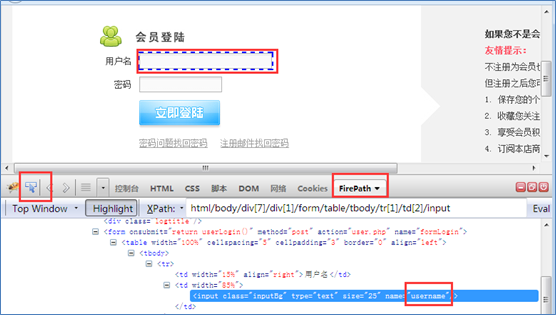 会员登陆
用户名
密码
立即登陆
密码问题找回密码 注册邮件找回密码
如果您不是会
友情提示：
不注册为会员也
但注册之后您可
1. 保存您的个
2. 收藏您关注
3. 享受会员积
4. 订阅本店商
控制台 HTML CSS 脚本 DOM 网络 Cookies FirePath
Top Window Highlight XPath: html/body/div[7]/div[1]/form/table/tbody/tr[1]/td[2]/input Eval
<div class="logtitle"/>
<form onsubmit="return userLogin()" method="post" action="user.php" name="formLogin">
<table width="100%" cellspacing="5" cellpadding="3" border="0" align="left">
<tbody>
<tr>
<td width="15%" align="right">用户名</td>
<td width="85%">
<input class="inputBg" type="text" size="25" name="username"/>
</td>